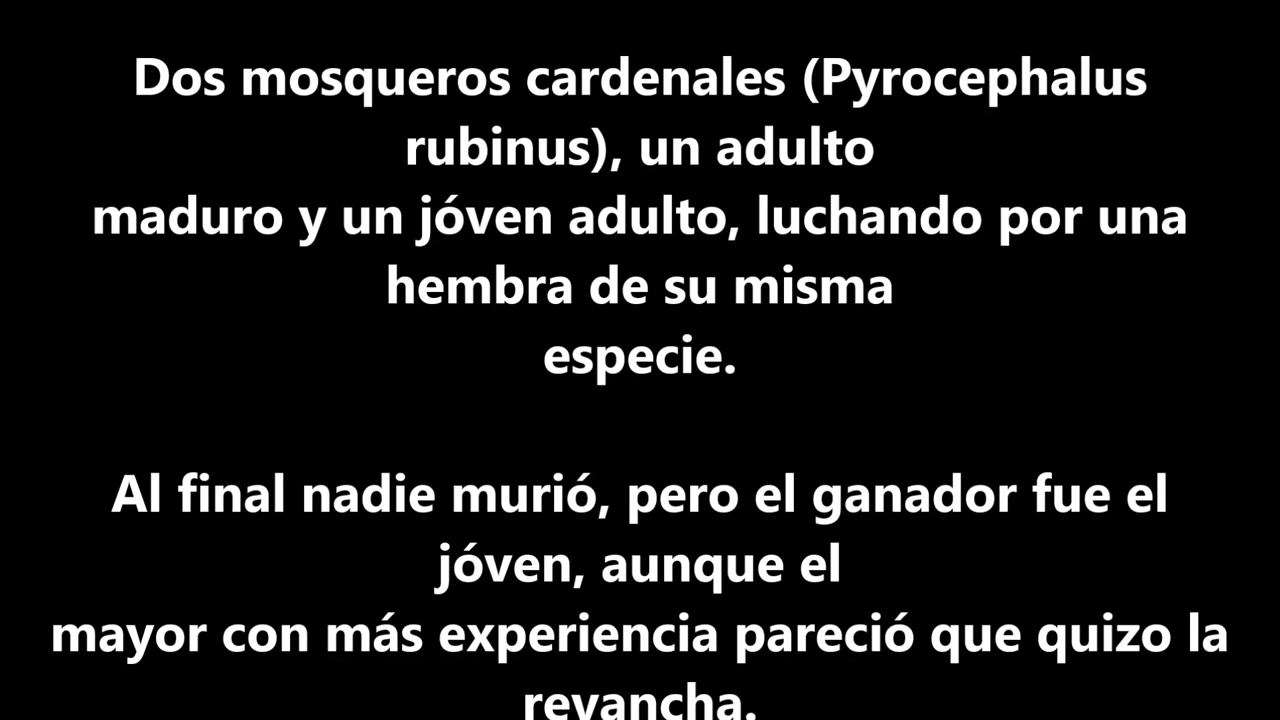 Dos mosqueros cardenales (Pyrocephalus
rubinus), un adulto
maduro y un jóven adulto, luchando por una
hembra de su misma
especie.
Al final nadie murió, pero el ganador fue el
jóven, aunque el
mayor con más experiencia pareció que quizo la
revancha.